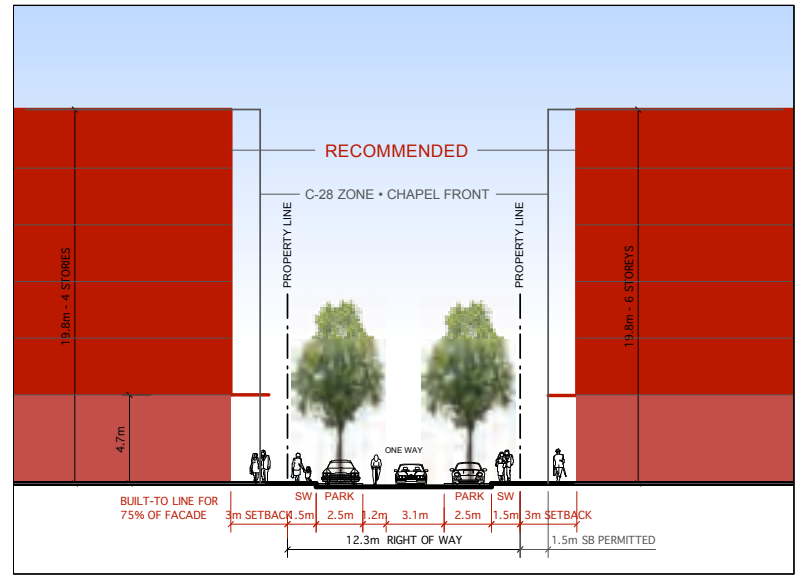 RECOMMENDED
C-28 ZONE • CHAPEL FRONT
PROPERTY LINE
PROPERTY LINE
19.8m - 4 STORIES
19.8m - 6 STOREYS
4.7m
ONE WAY
SW PARK PARK SW
BUILT-TO LINE FOR
75% OF FACADE
3m SETBACK 1.5m 2.5m 1.2m 3.1m 2.5m 1.5m 3m SETBACK
12.3m RIGHT OF WAY
1.5m SB PERMITTED